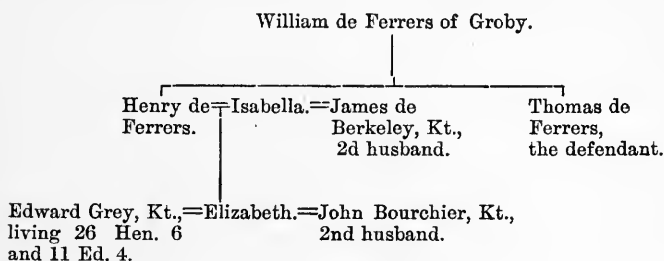 William de Ferrers of Groby.
Henry de=Isabella.=James de Thomas de
Ferrers. Berkeley, Kt., Ferrers,
2d husband. the defendant.
Edward Grey, Kt.,=Elizabeth.=John Bourchier, Kt.,
living 26 Hen. 6 2nd husband.
and 11 Ed. 4.